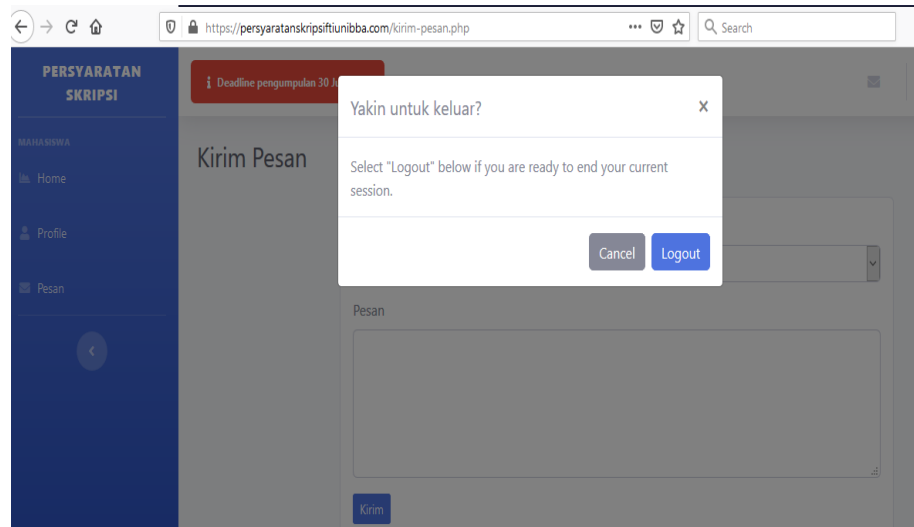 https://persyaratanskripsiftiunibba.com/kirim-pesan.php
Search
PERSYARATAN
SKRIPSI
Deadline pengumpulan 30
MAHASISWA
Home
Profile
Pesan
Kirim Pesan
Yakin untuk keluar?
Select "Logout" below if you are ready to end your current
session.
Cancel
Logout
Pesan
Kirim